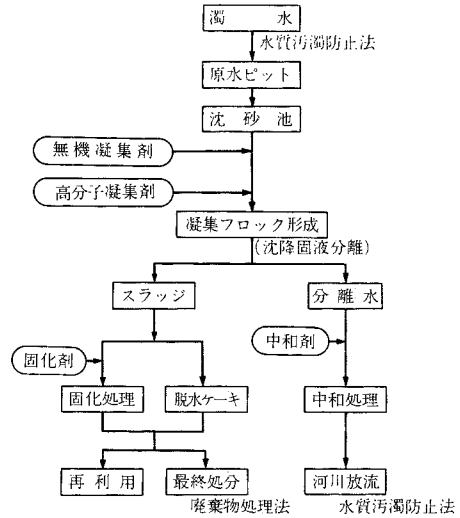 濁水
水質汚濁防止法
原水ピット
沈砂池
無機凝集剤
高分子凝集剤
凝集フロック形成
(沈降固液分離)
スラッジ
分離水
中和剤
固化剤
固化処理
脱水ケーキ
中和処理
再利用
最終処分
河川放流
廃棄物処理法
水質汚濁防止法